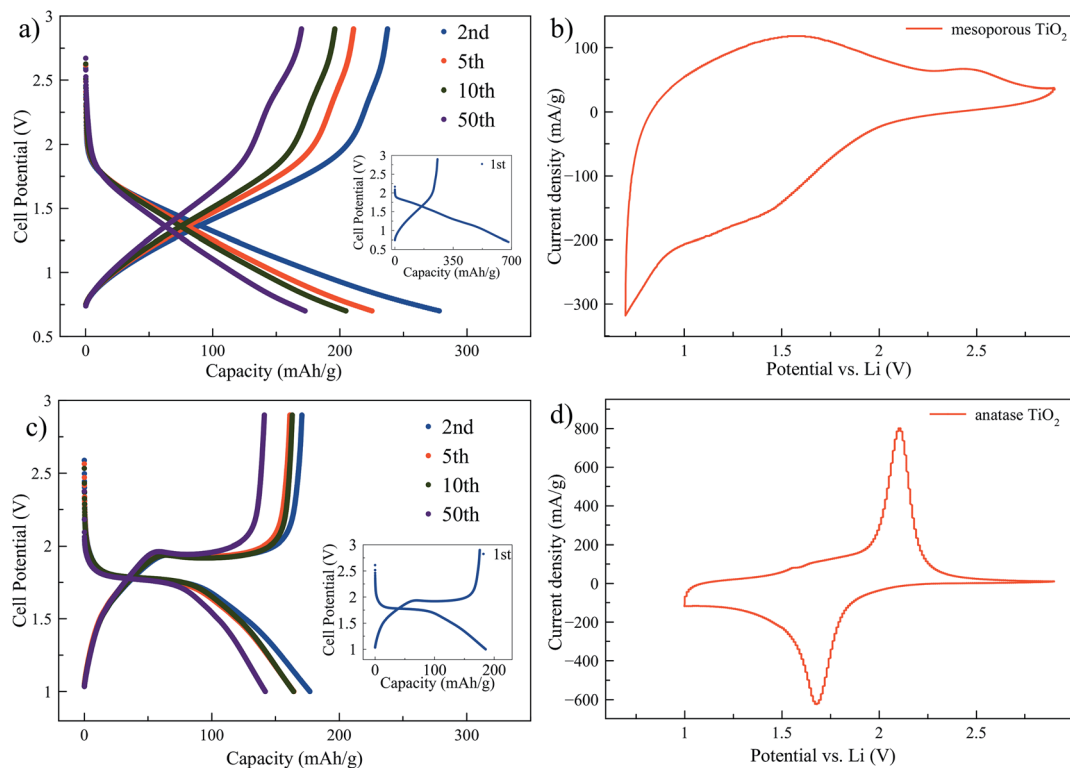 a)
Cell Potential (V)
3
2.5
2
1.5
1
0.5
2nd
5th
10th
50th
Cell Potential (V)
3
2.5
2
1.5
1
0.5
1st
0 350 700
Capacity (mAh/g)
0 100 200 300
Capacity (mAh/g)
b)
Current density (mA/g)
100
0
−100
−200
−300
mesoporous TiO2
1 1.5 2 2.5
Potential vs. Li (V)
c)
Cell Potential (V)
3
2.5
2
1.5
1
2nd
5th
10th
50th
Cell Potential (V)
3
2.5
2
1.5
1
1st
0 100 200
Capacity (mAh/g)
0 100 200 300
Capacity (mAh/g)
d)
Current density (mA/g)
800
600
400
200
0
−200
−400
−600
anatase TiO2
1 1.5 2 2.5
Potential vs. Li (V)